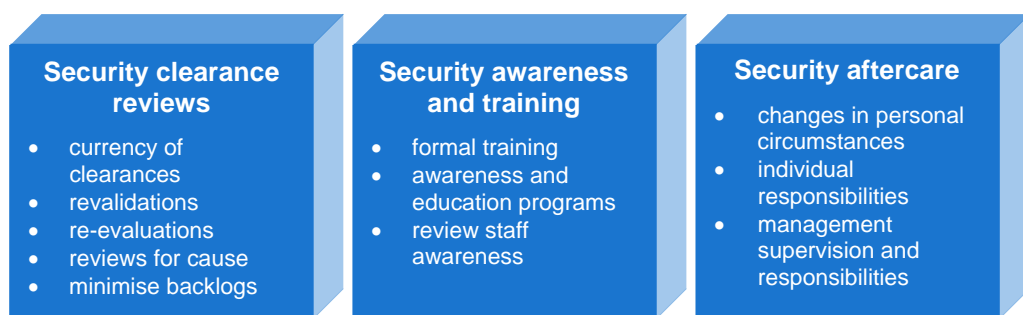 Security clearance
reviews
• currency of
clearances
• revalidations
• re-evaluations
• reviews for cause
• minimise backlogs
Security awareness
and training
• formal training
• awareness and
education programs
• review staff
awareness
Security aftercare
• changes in personal
circumstances
• individual
responsibilities
• management
supervision and
responsibilities